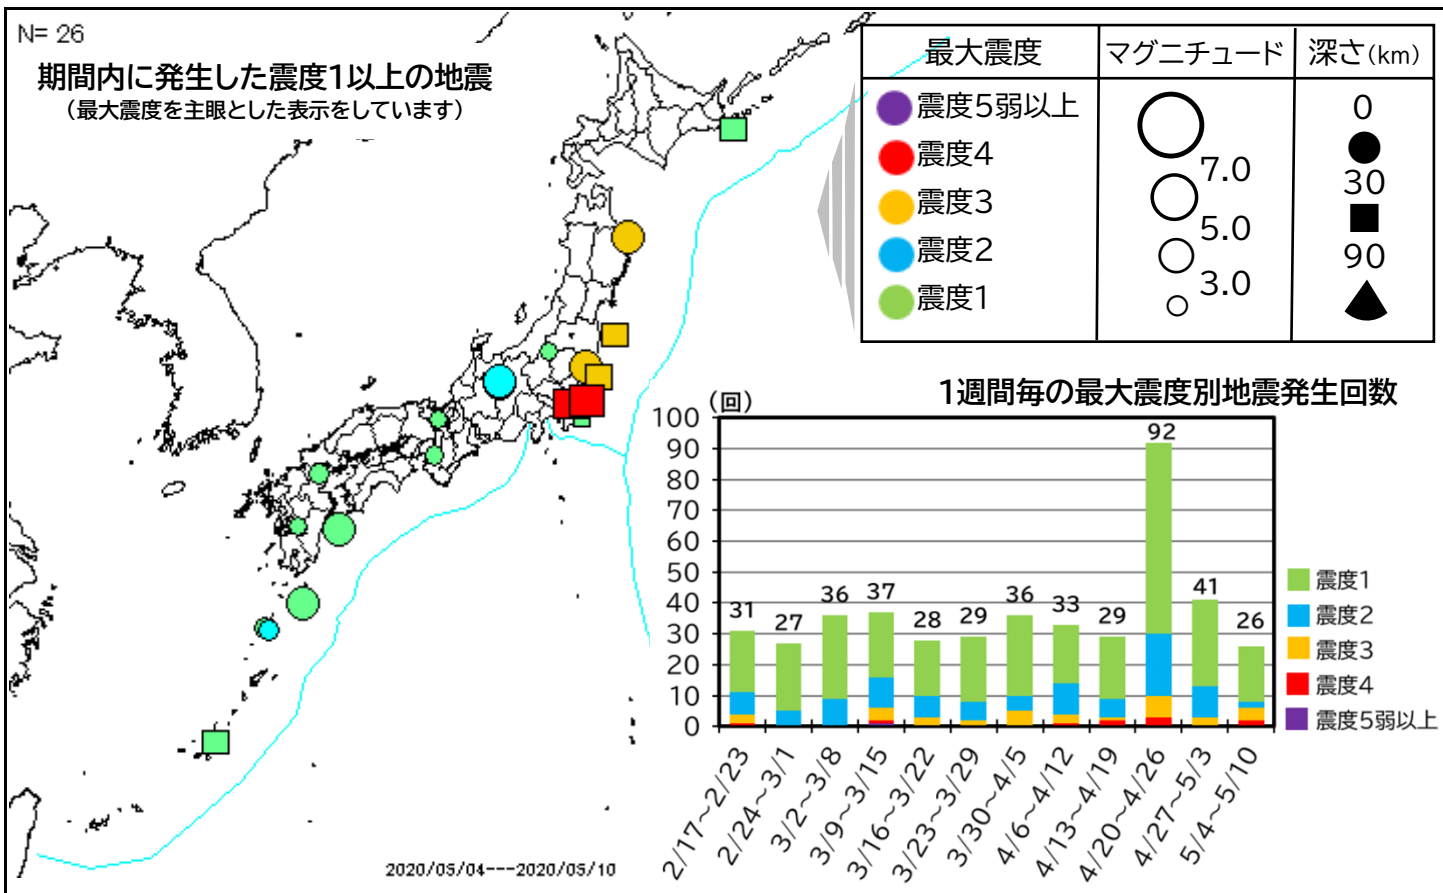 N= 26
期間内に発生した震度1以上の地震
（最大震度を主眼とした表示をしています）
最大震度 マグニチュード 深さ(km)
震度5弱以上
震度4
震度3
震度2
震度1
7.0
5.0
3.0
0
30
90
1週間毎の最大震度別地震発生回数
(回)
100
90
80
70
60
50
40
30
20
10
0
31 27 36 37 28 29 36 33 29 92 41 26
2/17~2/23
2/24~3/1
3/2~3/8
3/9~3/15
3/16~3/22
3/23~3/29
3/30~4/5
4/6~4/12
4/13~4/19
4/20~4/26
4/27~5/3
5/4~5/10
震度1
震度2
震度3
震度4
震度5弱以上
2020/05/04---2020/05/10